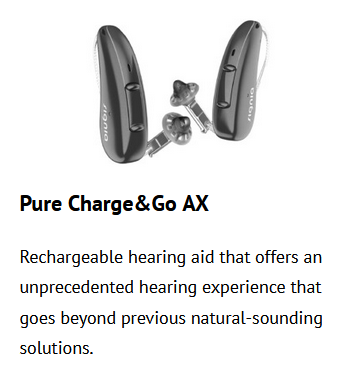 signia
signia
Pure Charge&Go AX
Rechargeable hearing aid that offers an
unprecedented hearing experience that
goes beyond previous natural-sounding
solutions.